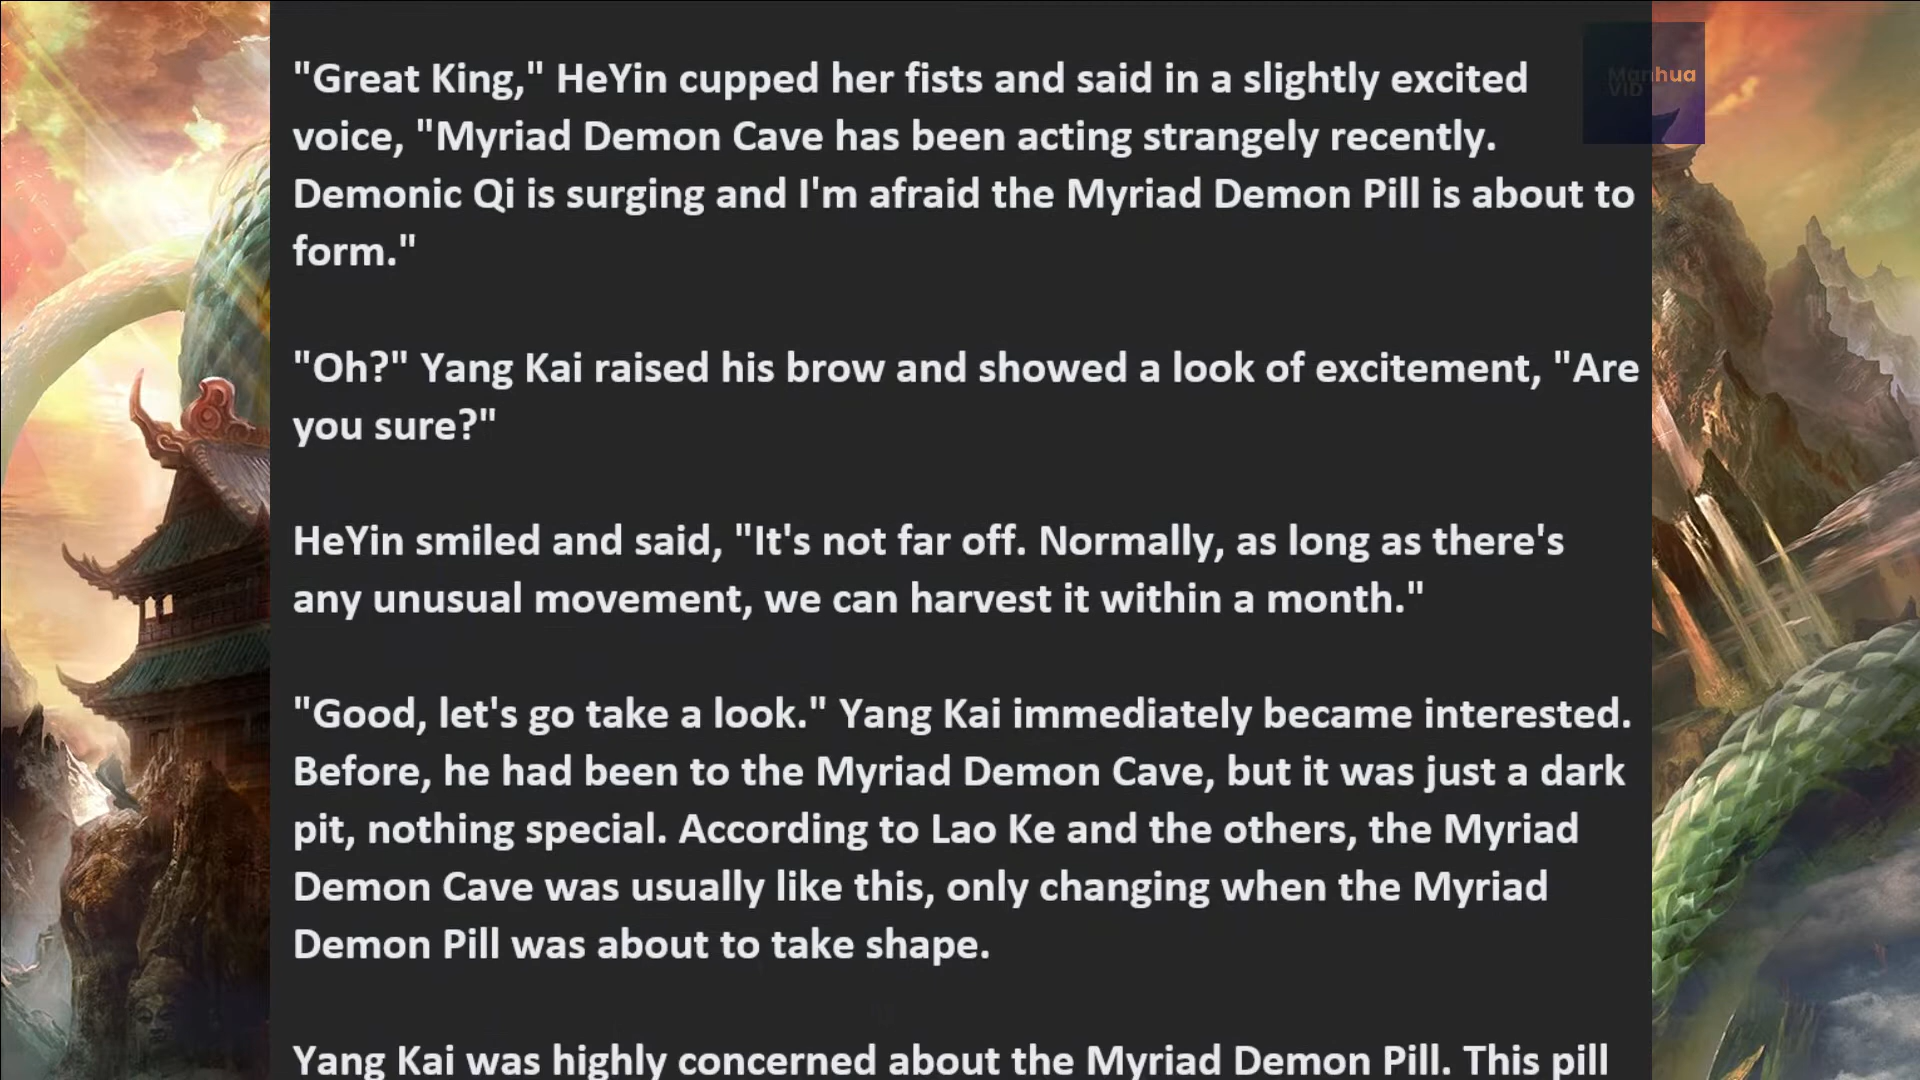 Manhua
VID
"Great King," HeYin cupped her fists and said in a slightly excited
voice, "Myriad Demon Cave has been acting strangely recently.
Demonic Qi is surging and I'm afraid the Myriad Demon Pill is about to
form."
"Oh?" Yang Kai raised his brow and showed a look of excitement, "Are
you sure?"
HeYin smiled and said, "It's not far off. Normally, as long as there's
any unusual movement, we can harvest it within a month."
"Good, let's go take a look." Yang Kai immediately became interested.
Before, he had been to the Myriad Demon Cave, but it was just a dark
pit, nothing special. According to Lao Ke and the others, the Myriad
Demon Cave was usually like this, only changing when the Myriad
Demon Pill was about to take shape.
Yang Kai was highly concerned about the Myriad Demon Pill. This pill